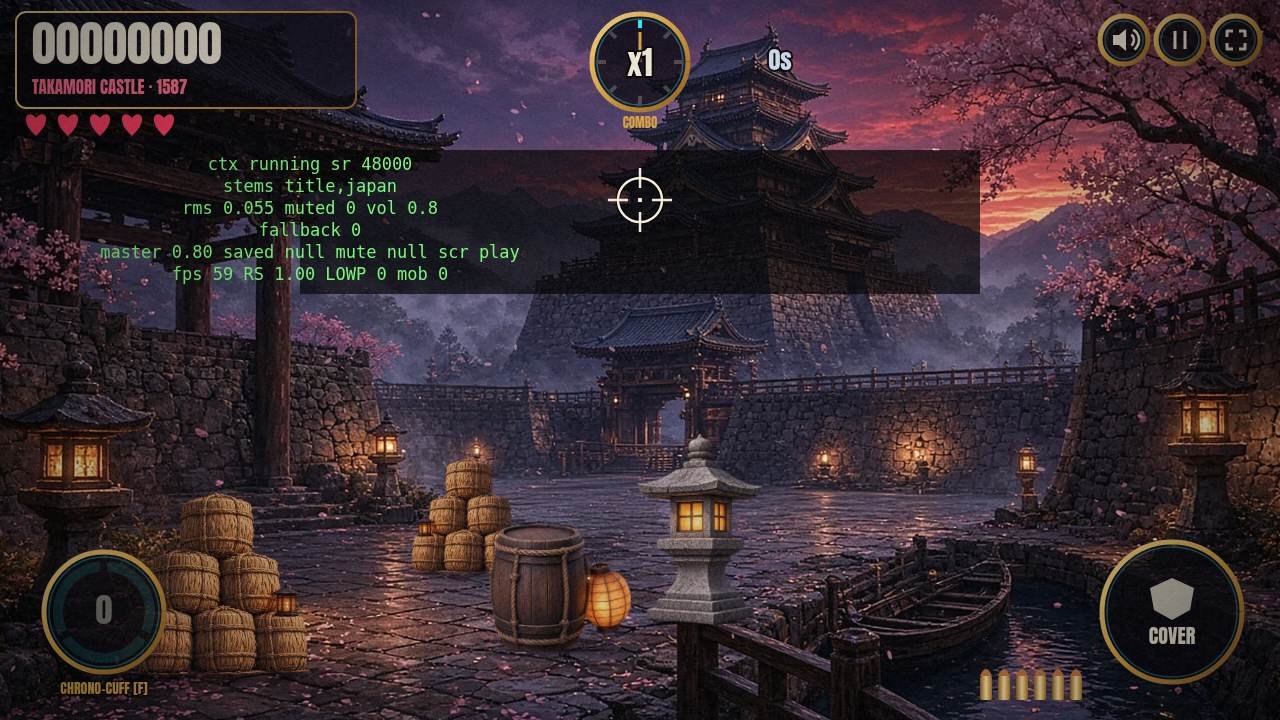 00000000
TAKAMORI CASTLE · 1587
x1
0s
COMBO
ctx running sr 48000
stems title,japan
rms 0.055 muted 0 vol 0.8
fallback 0
master 0.80 saved null mute null scr play
fps 59 RS 1.00 LOWP 0 mob 0
0
CHRONO-CUFF [F]
COVER